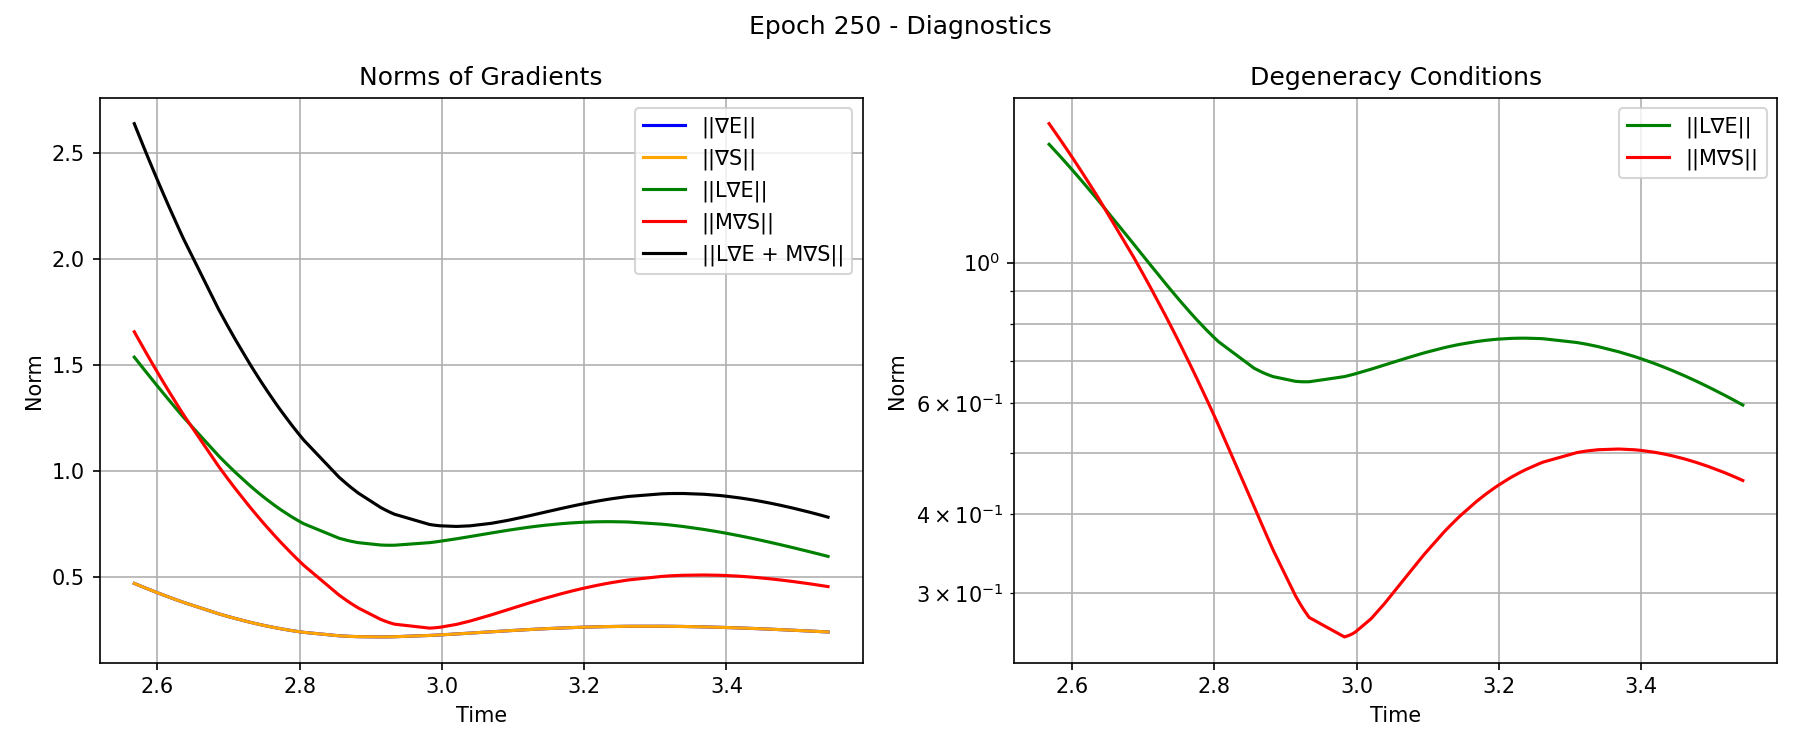 Epoch 250 - Diagnostics
Norms of Gradients
Norm
2.5
2.0
1.5
1.0
0.5
2.6
2.8
3.0
3.2
3.4
Time
||∇E||
||∇S||
||L∇E||
||M∇S||
||L∇E + M∇S||
Degeneracy Conditions
Norm
10⁰
6 × 10⁻¹
4 × 10⁻¹
3 × 10⁻¹
2.6
2.8
3.0
3.2
3.4
Time
||L∇E||
||M∇S||